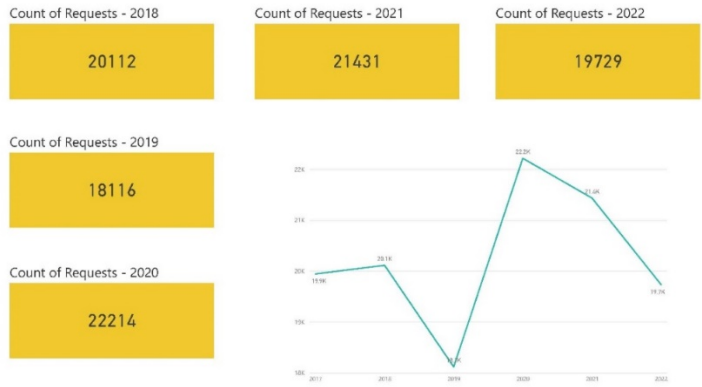 Count of Requests - 2018
20112
Count of Requests - 2021
21431
Count of Requests - 2022
19729
Count of Requests - 2019
18116
Count of Requests - 2020
22214
22.2K
22K
21.4K
21K
20.1K
20K
19.9K
19.7K
19K
18.1K
18K
2017
2018
2019
2020
2021
2022